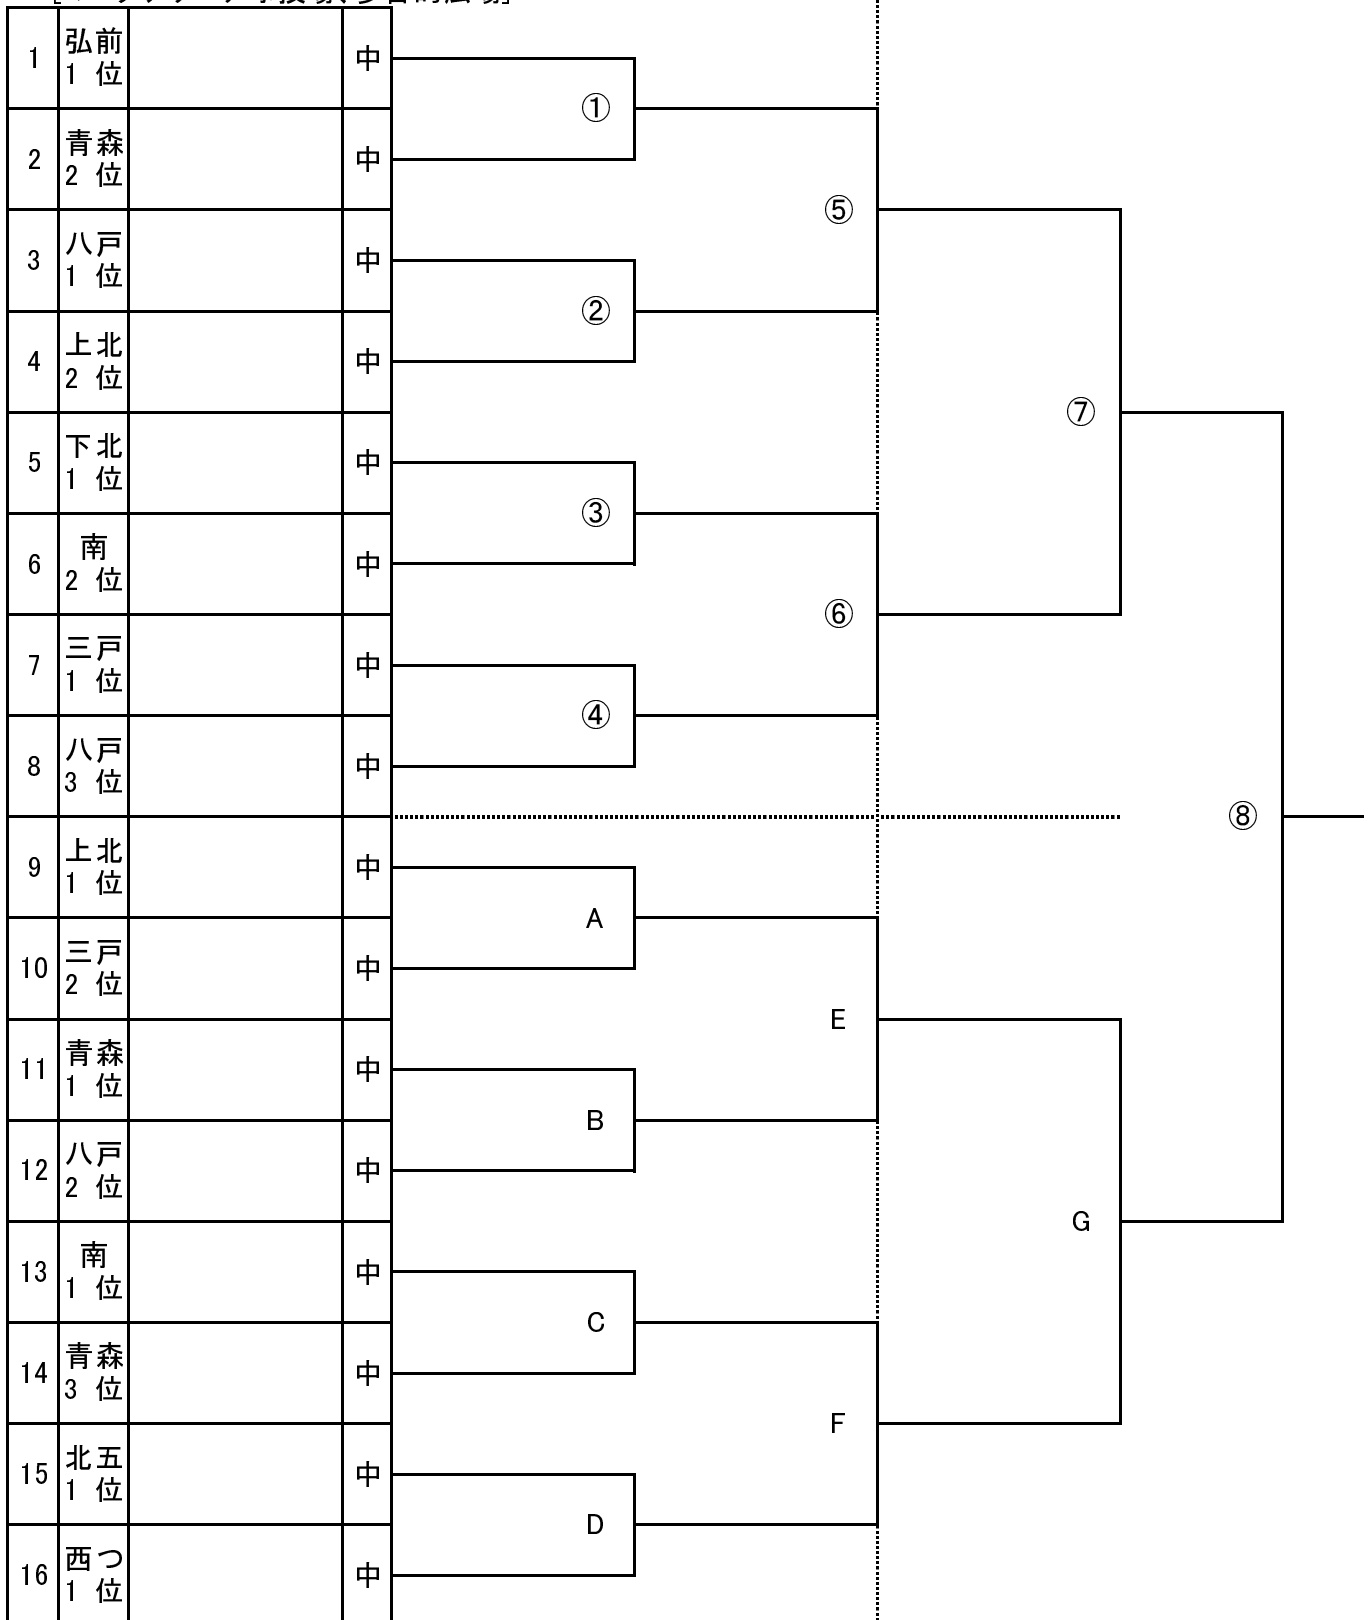 1 弘前 1 位 中
①
2 青森 2 位 中
⑤
3 八戸 1 位 中
②
4 上北 2 位 中
⑦
5 下北 1 位 中
③
6 南 2 位 中
⑥
7 三戸 1 位 中
④
8 八戸 3 位 中
⑧
9 上北 1 位 中
A
10 三戸 2 位 中
E
11 青森 1 位 中
B
12 八戸 2 位 中
G
13 南 1 位 中
C
14 青森 3 位 中
F
15 北五 1 位 中
D
16 西つ 1 位 中